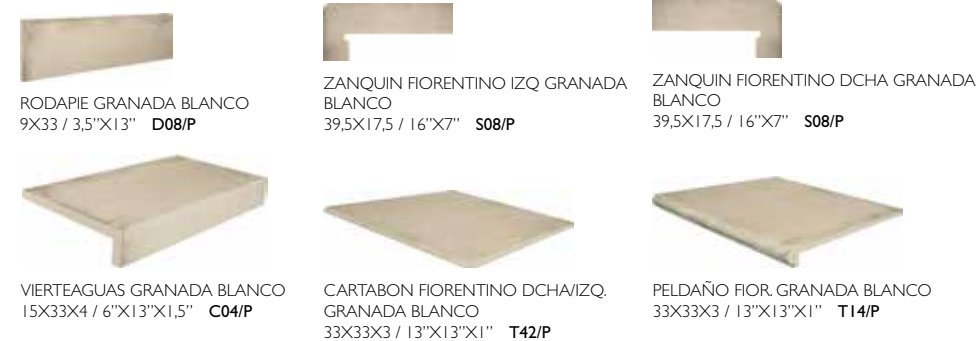 RODAPIE GRANADA BLANCO
9X33 / 3,5”X13” D08/P
ZANQUIN FIORENTINO IZQ GRANADA
BLANCO
39,5X17,5 / 16”X7” S08/P
ZANQUIN FIORENTINO DCHA GRANADA
BLANCO
39,5X17,5 / 16”X7” S08/P
VIERTEAGUAS GRANADA BLANCO
15X33X4 / 6”X13”X1,5” C04/P
CARTABON FIORENTINO DCHA/IZQ.
GRANADA BLANCO
33X33X3 / 13”X13”X1” T42/P
PELDAÑO FIOR. GRANADA BLANCO
33X33X3 / 13”X13”X1” T14/P